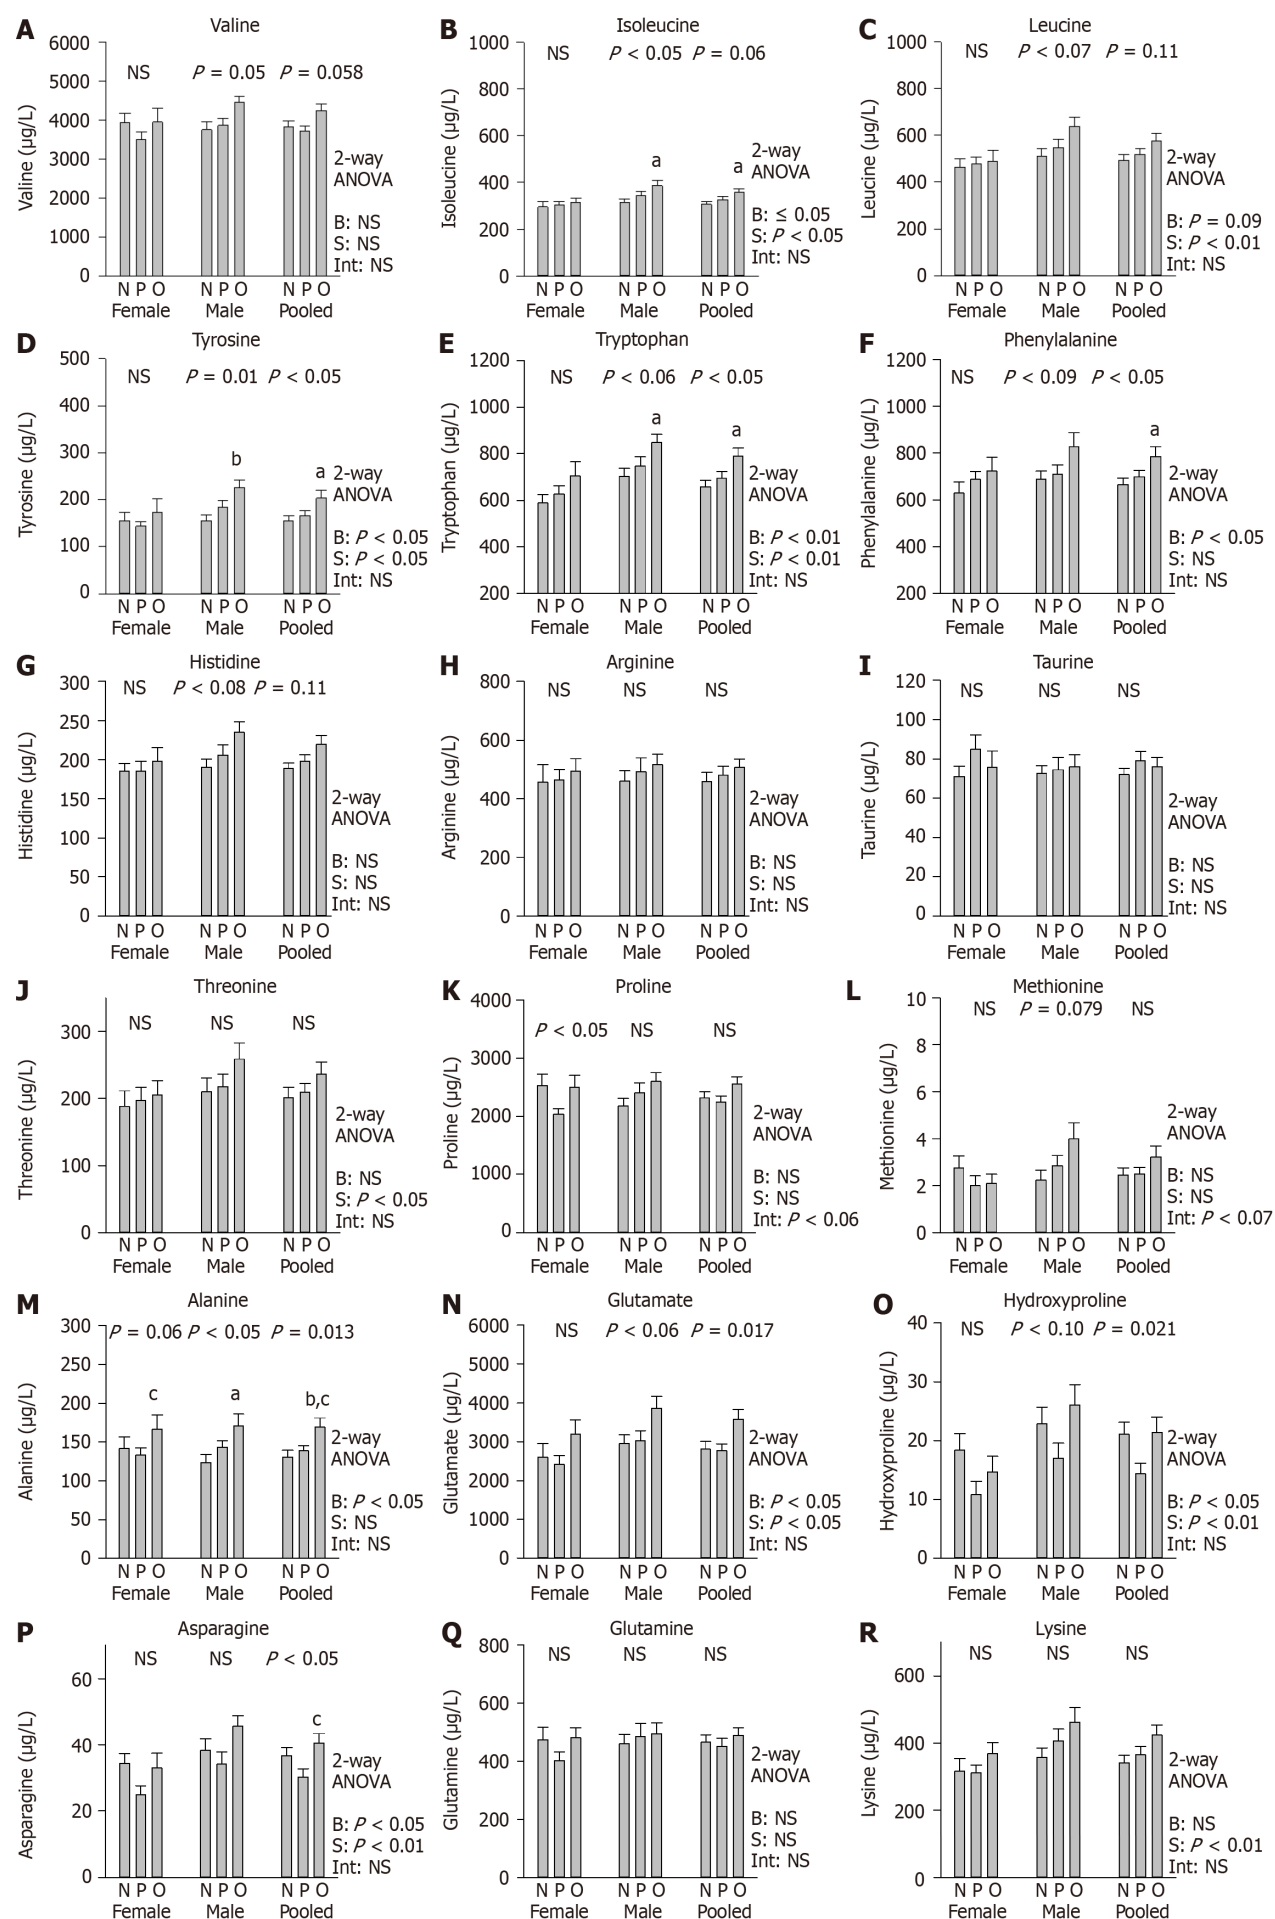 A Valine
6000
5000
4000
3000
2000
1000
0
Valine (µg/L)
NS P = 0.05 P = 0.058
2-way
ANOVA
B: NS
S: NS
Int: NS
N P O N P O N P O
Female Male Pooled
B Isoleucine
1000
800
600
400
200
0
Isoleucine (µg/L)
NS P < 0.05 P = 0.06
a a
2-way
ANOVA
B: ≤ 0.05
S: P < 0.05
Int: NS
N P O N P O N P O
Female Male Pooled
C Leucine
1000
800
600
400
200
0
Leucine (µg/L)
NS P < 0.07 P = 0.11
2-way
ANOVA
B: P = 0.09
S: P < 0.01
Int: NS
N P O N P O N P O
Female Male Pooled
D Tyrosine
500
400
300
200
100
0
Tyrosine (µg/L)
NS P = 0.01 P < 0.05
b a
2-way
ANOVA
B: P < 0.05
S: P < 0.05
Int: NS
N P O N P O N P O
Female Male Pooled
E Tryptophan
1200
1000
800
600
400
200
Tryptophan (µg/L)
NS P < 0.06 P < 0.05
a a
2-way
ANOVA
B: P < 0.01
S: P < 0.01
Int: NS
N P O N P O N P O
Female Male Pooled
F Phenylalanine
1200
1000
800
600
400
200
Phenylalanine (µg/L)
NS P < 0.09 P < 0.05
a
2-way
ANOVA
B: P < 0.05
S: NS
Int: NS
N P O N P O N P O
Female Male Pooled
G Histidine
300
250
200
150
100
50
0
Histidine (µg/L)
NS P < 0.08 P = 0.11
2-way
ANOVA
B: NS
S: NS
Int: NS
N P O N P O N P O
Female Male Pooled
H Arginine
800
600
400
200
0
Arginine (µg/L)
NS NS NS
2-way
ANOVA
B: NS
S: NS
Int: NS
N P O N P O N P O
Female Male Pooled
I Taurine
120
100
80
60
40
20
0
Taurine (µg/L)
NS NS NS
2-way
ANOVA
B: NS
S: NS
Int: NS
N P O N P O N P O
Female Male Pooled
J Threonine
300
200
100
0
Threonine (µg/L)
NS NS NS
2-way
ANOVA
B: NS
S: P < 0.05
Int: NS
N P O N P O N P O
Female Male Pooled
K Proline
4000
3000
2000
1000
0
Proline (µg/L)
P < 0.05 NS NS
2-way
ANOVA
B: NS
S: NS
Int: P < 0.06
N P O N P O N P O
Female Male Pooled
L Methionine
10
8
6
4
2
0
Methionine (µg/L)
NS P = 0.079 NS
2-way
ANOVA
B: NS
S: NS
Int: P < 0.07
N P O N P O N P O
Female Male Pooled
M Alanine
300
250
200
150
100
50
0
Alanine (µg/L)
P = 0.06 P < 0.05 P = 0.013
c a b,c
2-way
ANOVA
B: P < 0.05
S: NS
Int: NS
N P O N P O N P O
Female Male Pooled
N Glutamate
6000
5000
4000
3000
2000
1000
0
Glutamate (µg/L)
NS P < 0.06 P = 0.017
2-way
ANOVA
B: P < 0.05
S: P < 0.05
Int: NS
N P O N P O N P O
Female Male Pooled
O Hydroxyproline
40
30
20
10
0
Hydroxyproline (µg/L)
NS P < 0.10 P = 0.021
2-way
ANOVA
B: P < 0.05
S: P < 0.01
Int: NS
N P O N P O N P O
Female Male Pooled
P Asparagine
60
40
20
0
Asparagine (µg/L)
NS NS P < 0.05
c
2-way
ANOVA
B: P < 0.05
S: P < 0.01
Int: NS
N P O N P O N P O
Female Male Pooled
Q Glutamine
800
600
400
200
0
Glutamine (µg/L)
NS NS NS
2-way
ANOVA
B: NS
S: NS
Int: NS
N P O N P O N P O
Female Male Pooled
R Lysine
600
400
200
0
Lysine (µg/L)
NS NS NS
2-way
ANOVA
B: NS
S: P < 0.01
Int: NS
N P O N P O N P O
Female Male Pooled